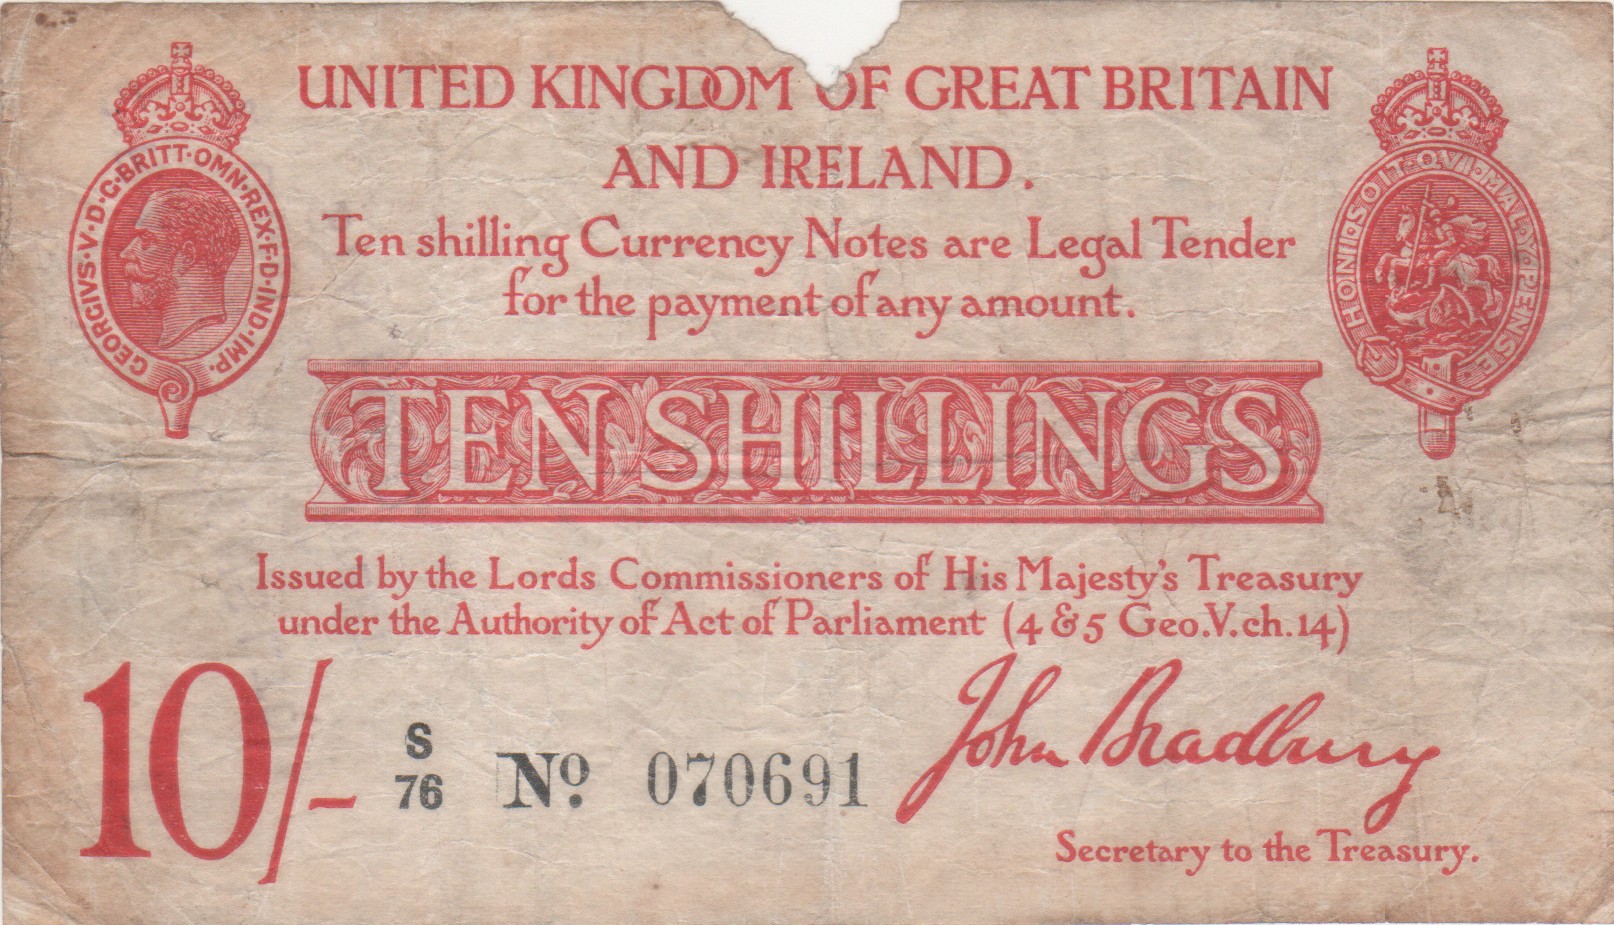 UNITED KINGDOM OF GREAT BRITAIN
AND IRELAND.
GEORGIVS·V·D·G·BRITT·OMN·REX·F·D·IND·IMP.
HONI·SOIT·QVI·MAL·Y·PENSE
Ten shilling Currency Notes are Legal Tender
for the payment of any amount.
TEN SHILLINGS
Issued by the Lords Commissioners of His Majesty's Treasury
under the Authority of Act of Parliament (4 & 5 Geo.V.ch.14)
10/-
S
76
No. 070691
John Bradbury
Secretary to the Treasury.